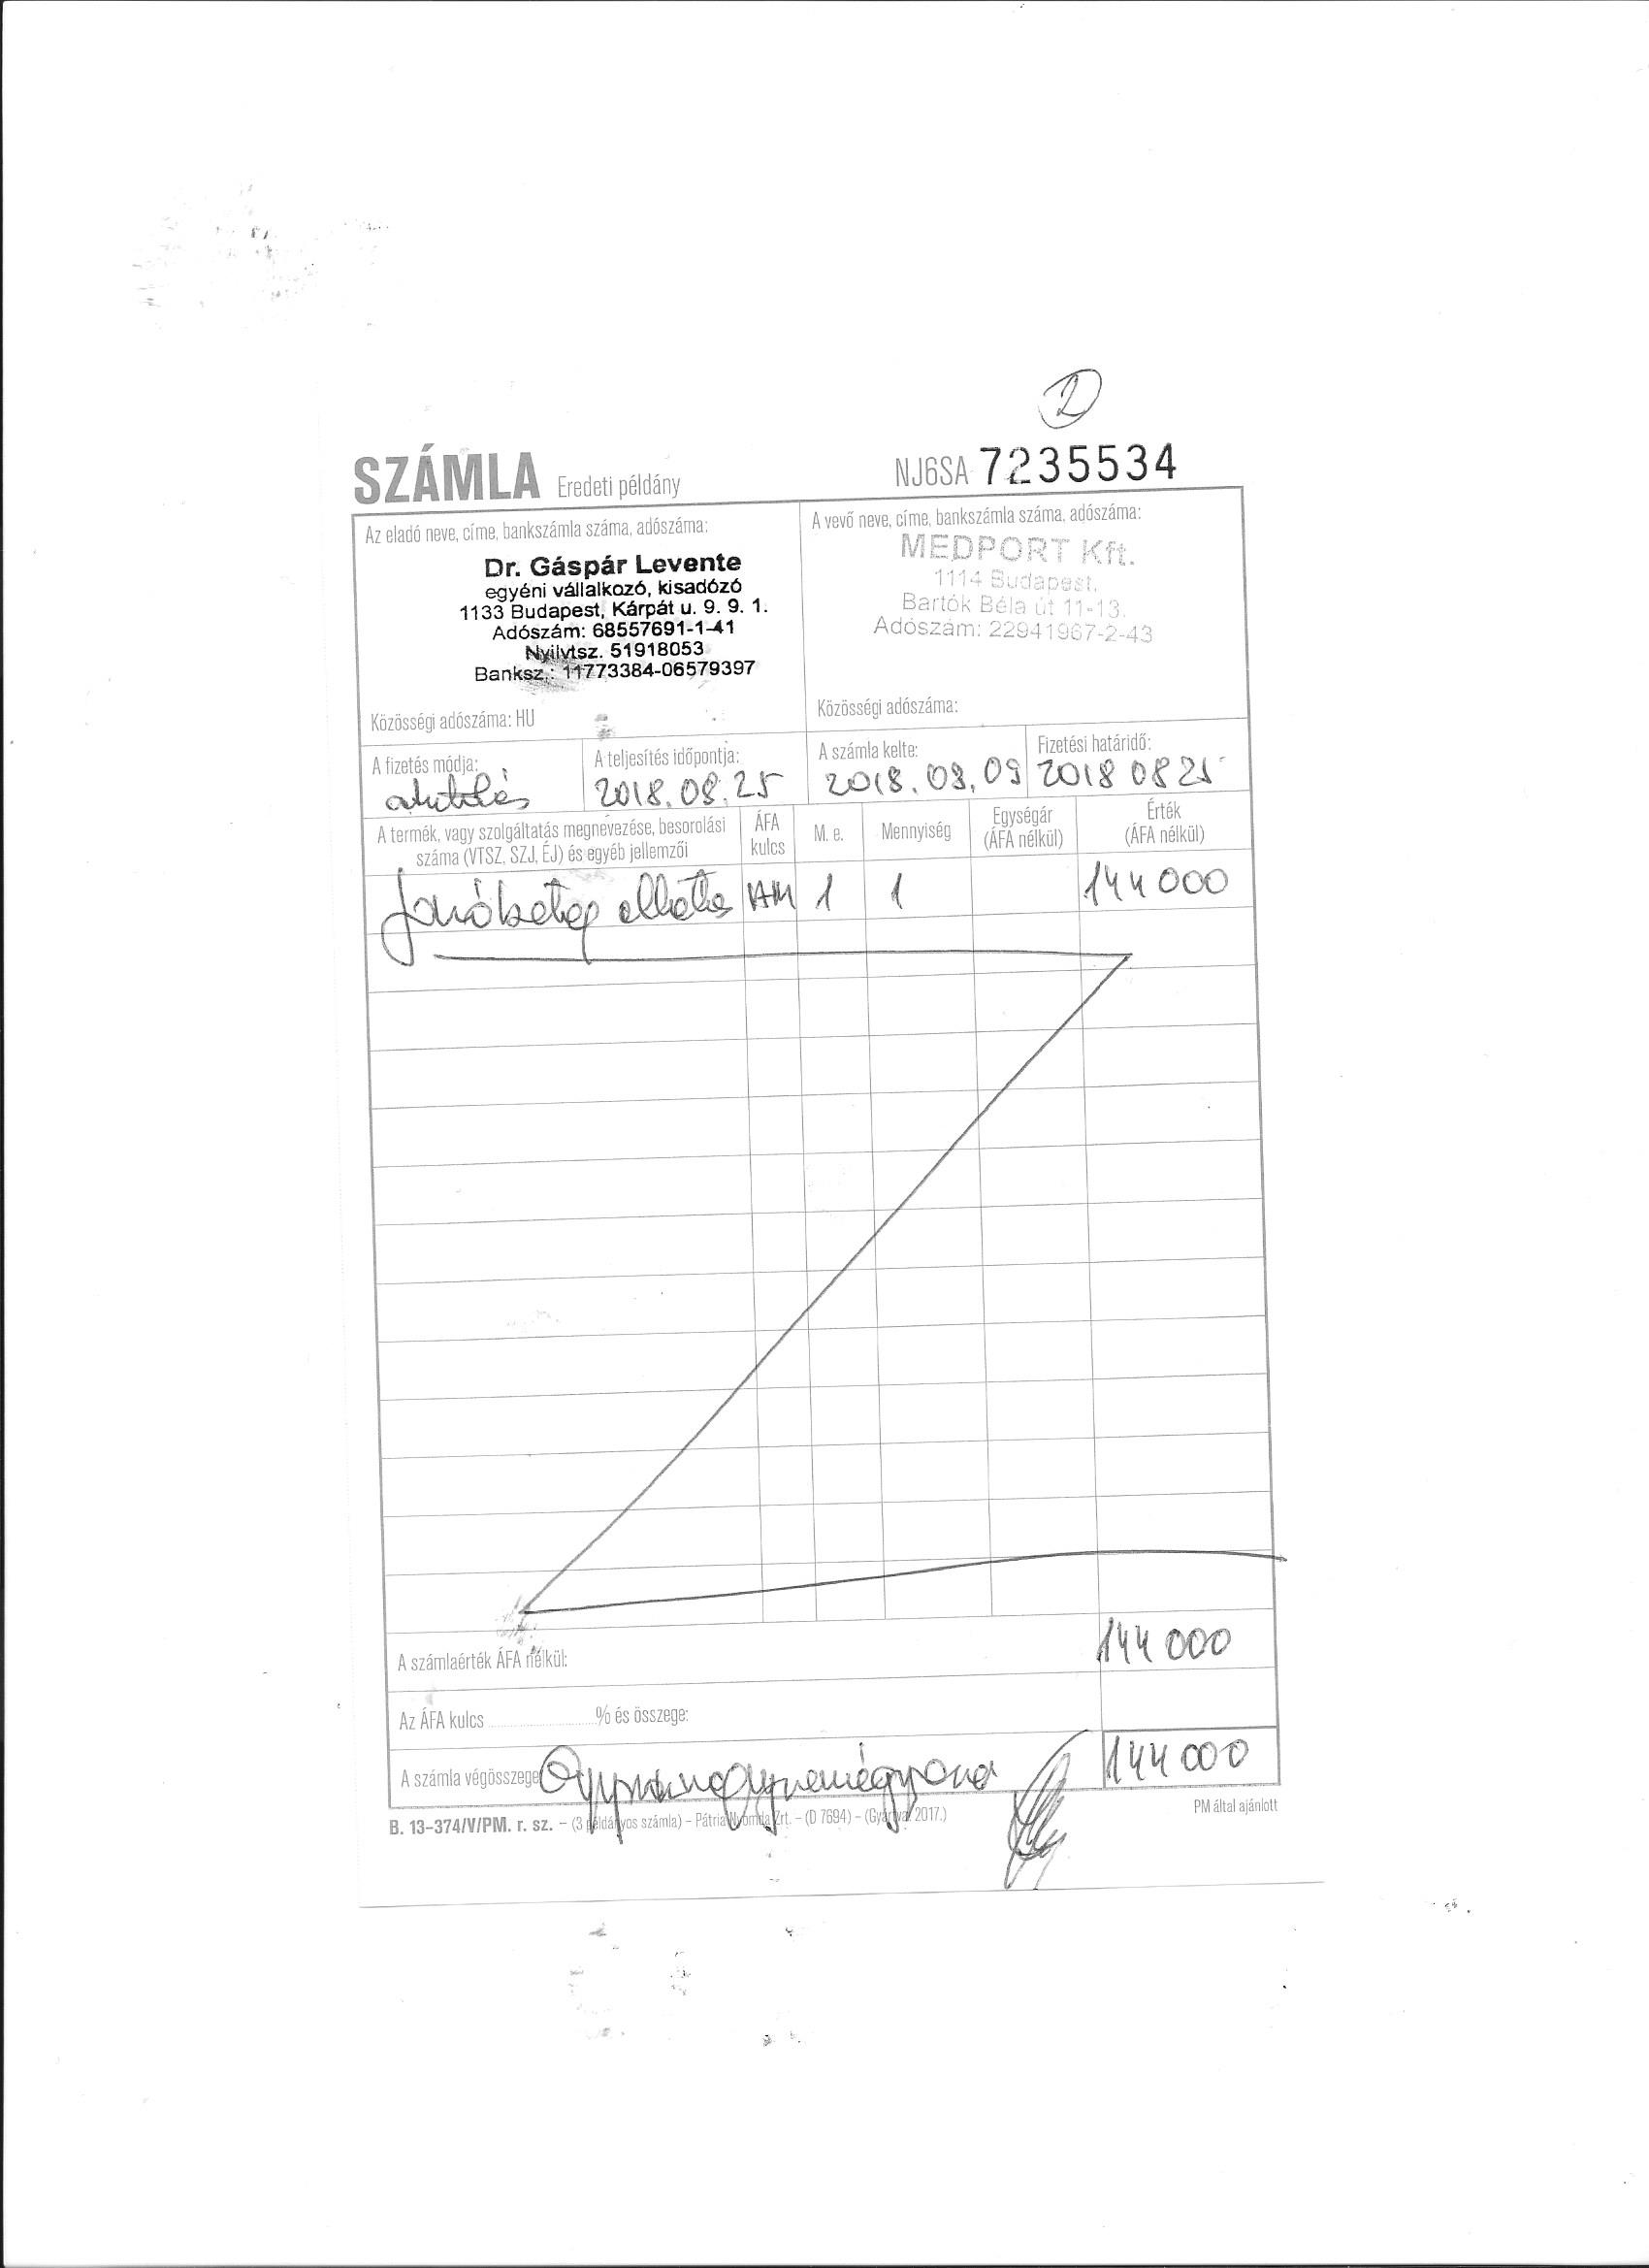 2
SZÁMLA Eredeti példány
NJ6SA 7235534
Az eladó neve, címe, bankszámla száma, adószáma:
Dr. Gáspár Levente
egyéni vállalkozó, kisadózó
1133 Budapest, Kárpát u. 9. 9. 1.
Adószám: 68557691-1-41
Nyilvtsz. 51918053
Banksz.: 11773384-06579397
Közösségi adószáma: HU
A vevő neve, címe, bankszámla száma, adószáma:
MEDPORT Kft.
1114 Budapest,
Bartók Béla út 11-13.
Adószám: 22941967-2-43
Közösségi adószáma:
A fizetés módja:
átutalás
A teljesítés időpontja:
2018.08.25
A számla kelte:
2018.08.09
Fizetési határidő:
2018 08 25
A termék, vagy szolgáltatás megnevezése, besorolási
száma (VTSZ, SZJ, ÉJ) és egyéb jellemzői
ÁFA
kulcs
M. e.
Mennyiség
Egységár
(ÁFA nélkül)
Érték
(ÁFA nélkül)
Járóbeteg ellátás AM 1 1 144 000
A számlaérték ÁFA nélkül: 144 000
Az ÁFA kulcs ........................% és összege:
A számla végösszege 144 000
B. 13-374/V/PM. r. sz. – (3 példányos számla) – Pátria Nyomda Zrt. – (D 7694) – (Gyártva: 2017.)
PM által ajánlott